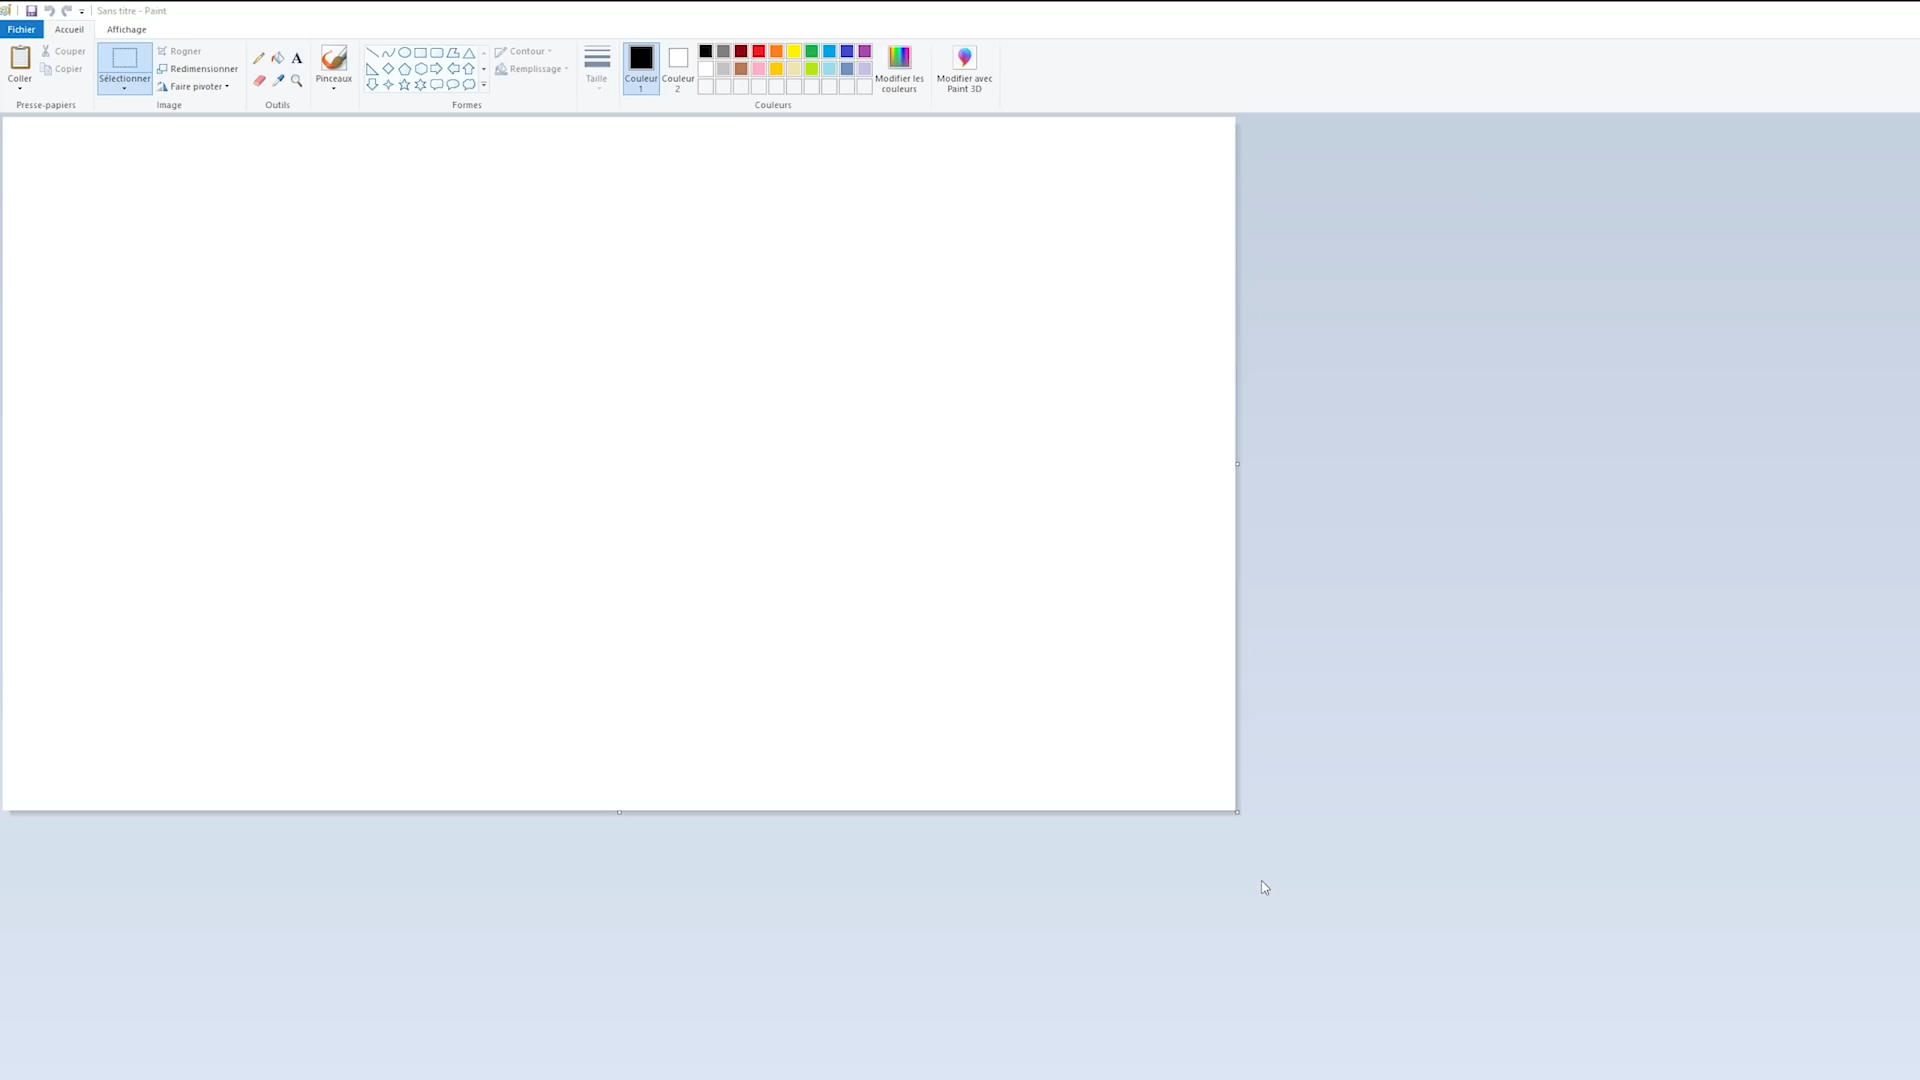 Sans titre - Paint
Fichier Accueil Affichage
Coller
Couper
Copier
Presse-papiers
Sélectionner
Rogner
Redimensionner
Faire pivoter
Image
A
Outils
Pinceaux
Contour
Remplissage
Formes
Taille
Couleur
1
Couleur
2
Modifier les
couleurs
Couleurs
Modifier avec
Paint 3D